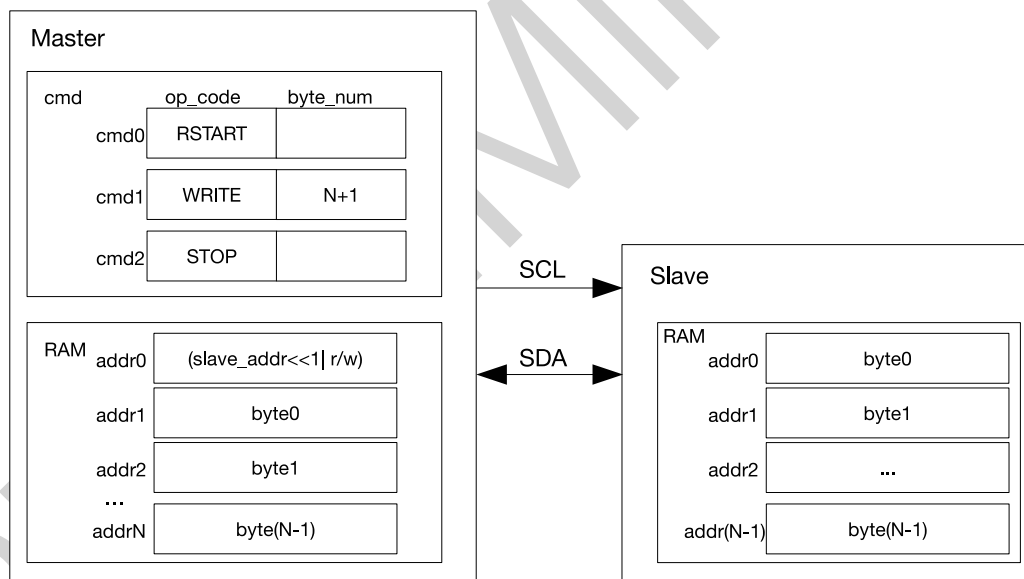 Master
cmd op_code byte_num
cmd0 RSTART
cmd1 WRITE N+1
cmd2 STOP
RAM
addr0 (slave_addr<<1| r/w)
addr1 byte0
addr2 byte1
...
addrN byte(N-1)
SCL
SDA
Slave
RAM
addr0 byte0
addr1 byte1
addr2 ...
addr(N-1) byte(N-1)